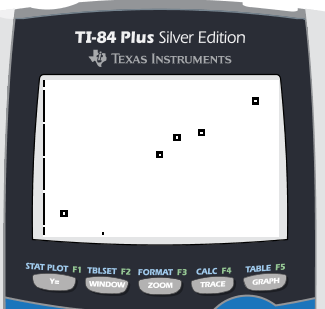 TI-84 Plus Silver Edition
TEXAS INSTRUMENTS
STAT PLOT F1 TBLSET F2 FORMAT F3 CALC F4 TABLE F5
Y= WINDOW ZOOM TRACE GRAPH